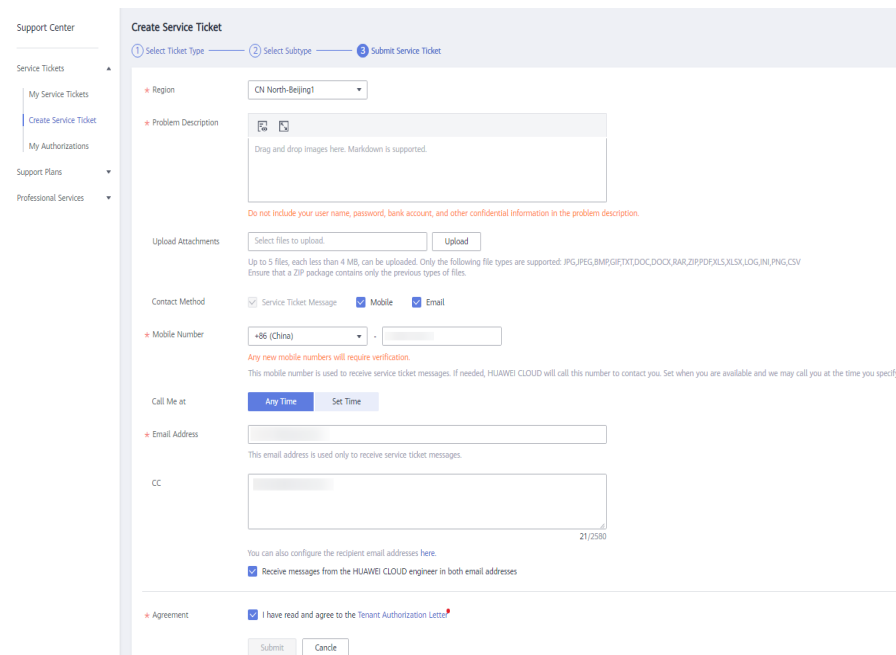 Support Center
Create Service Ticket
1 Select Ticket Type
2 Select Subtype
3 Submit Service Ticket
Service Tickets
My Service Tickets
Create Service Ticket
My Authorizations
Support Plans
Professional Services
* Region
CN North-Beijing1
* Problem Description
Drag and drop images here. Markdown is supported.
Do not include your user name, password, bank account, and other confidential information in the problem description.
Upload Attachments
Select files to upload.
Upload
Up to 5 files, each less than 4 MB, can be uploaded. Only the following file types are supported: JPG,JPEG,BMP,GIF,TXT,DOC,DOCX,RAR,ZIP,PDF,XLS,XLSX,LOG,INI,PNG,CSV
Ensure that a ZIP package contains only the previous types of files.
Contact Method
Service Ticket Message
Mobile
Email
* Mobile Number
+86 (China)
-
Any new mobile numbers will require verification.
This mobile number is used to receive service ticket messages. If needed, HUAWEI CLOUD will call this number to contact you. Set when you are available and we may call you at the time you specify
Call Me at
Any Time
Set Time
* Email Address
This email address is used only to receive service ticket messages.
CC
21/2580
You can also configure the recipient email addresses here.
Receive messages from the HUAWEI CLOUD engineer in both email addresses
* Agreement
I have read and agree to the Tenant Authorization Letter
Submit
Cancle